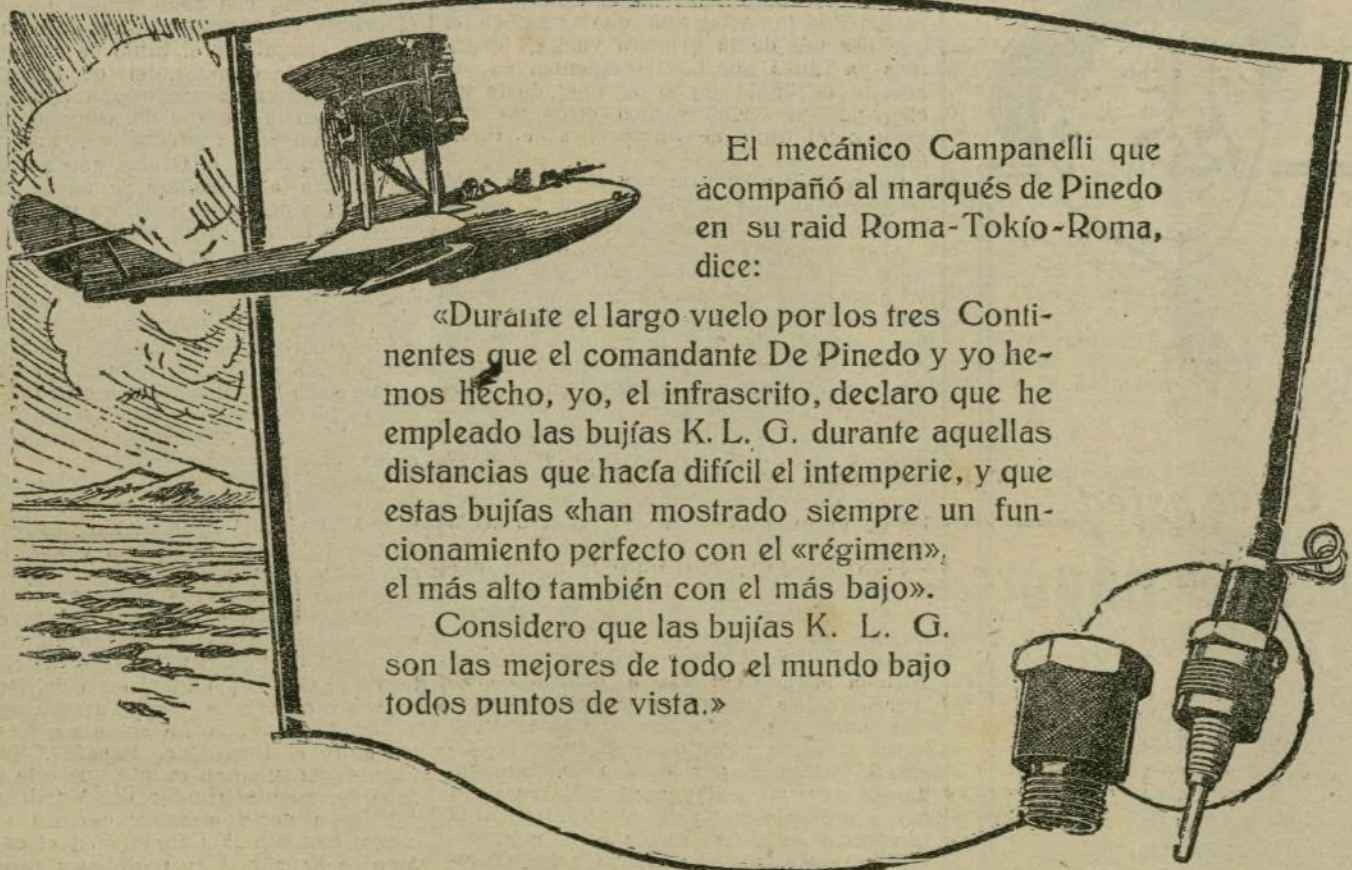 El mecánico Campanelli que
acompañó al marqués de Pinedo
en su raid Roma-Tokío-Roma,
dice:
«Durante el largo vuelo por los tres Conti-
nentes que el comandante De Pinedo y yo he-
mos hecho, yo, el infrascrito, declaro que he
empleado las bujías K. L. G. durante aquellas
distancias que hacía difícil el intemperie, y que
estas bujías «han mostrado siempre un fun-
cionamiento perfecto con el «régimen»,
el más alto también con el más bajo».
Considero que las bujías K. L. G.
son las mejores de todo el mundo bajo
todos puntos de vista.»